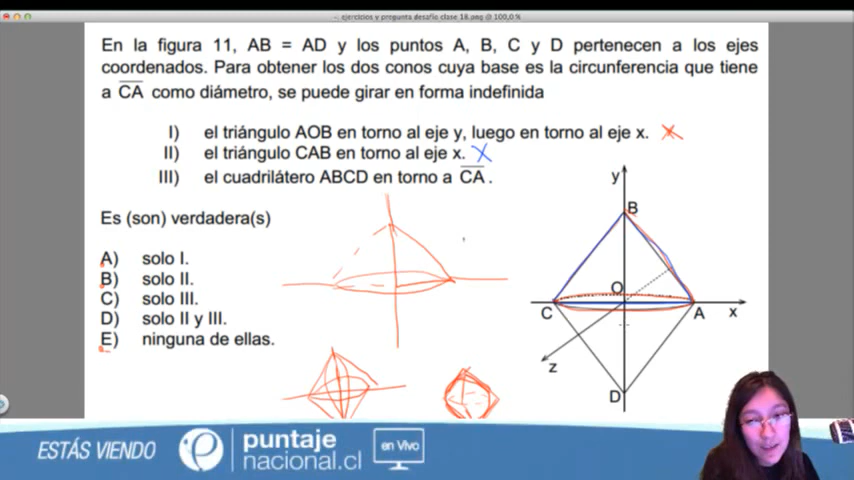 ejercicios y pregunta desafío clase 18.png @ 100,0 %
En la figura 11, AB = AD y los puntos A, B, C y D pertenecen a los ejes
coordenados. Para obtener los dos conos cuya base es la circunferencia que tiene
a CA como diámetro, se puede girar en forma indefinida
I) el triángulo AOB en torno al eje y, luego en torno al eje x.
II) el triángulo CAB en torno al eje x.
III) el cuadrilátero ABCD en torno a CA.
Es (son) verdadera(s)
A) solo I.
B) solo II.
C) solo III.
D) solo II y III.
E) ninguna de ellas.
y
B
O
C
A
x
z
D
ESTÁS VIENDO
puntaje
nacional.cl
en Vivo